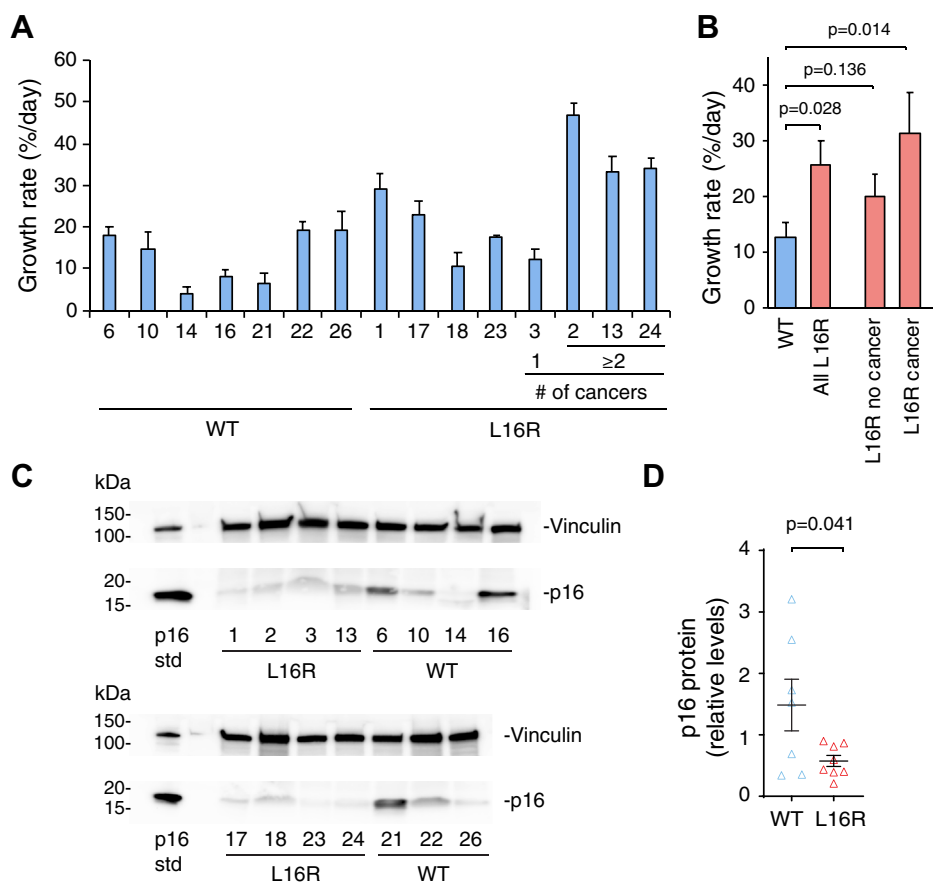 A
Growth rate (%/day)
60
50
40
30
20
10
0
6 10 14 16 21 22 26 1 17 18 23 3 2 13 24
1 ≥2
# of cancers
WT L16R
B
p=0.014
p=0.136
p=0.028
Growth rate (%/day)
40
30
20
10
0
WT
All L16R
L16R no cancer
L16R cancer
C
kDa
150-
100-
-Vinculin
20-
15-
-p16
p16 std
1 2 3 13 6 10 14 16
L16R WT
kDa
150-
100-
-Vinculin
20-
15-
-p16
p16 std
17 18 23 24 21 22 26
L16R WT
D
p=0.041
p16 protein
(relative levels)
4
3
2
1
0
WT L16R